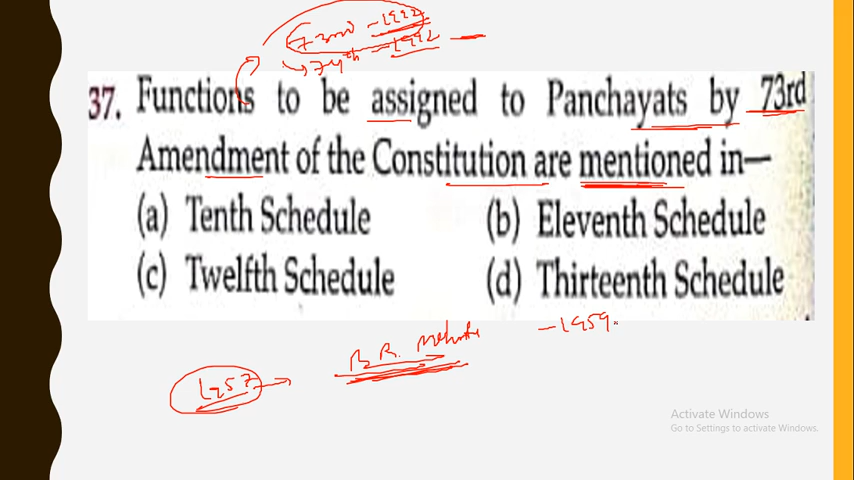 73rd - 1992
74th - 1992
37. Functions to be assigned to Panchayats by 73rd
Amendment of the Constitution are mentioned in—
(a) Tenth Schedule (b) Eleventh Schedule
(c) Twelfth Schedule (d) Thirteenth Schedule
- 1959
B.R.
1957
Activate Windows
Go to Settings to activate Windows.